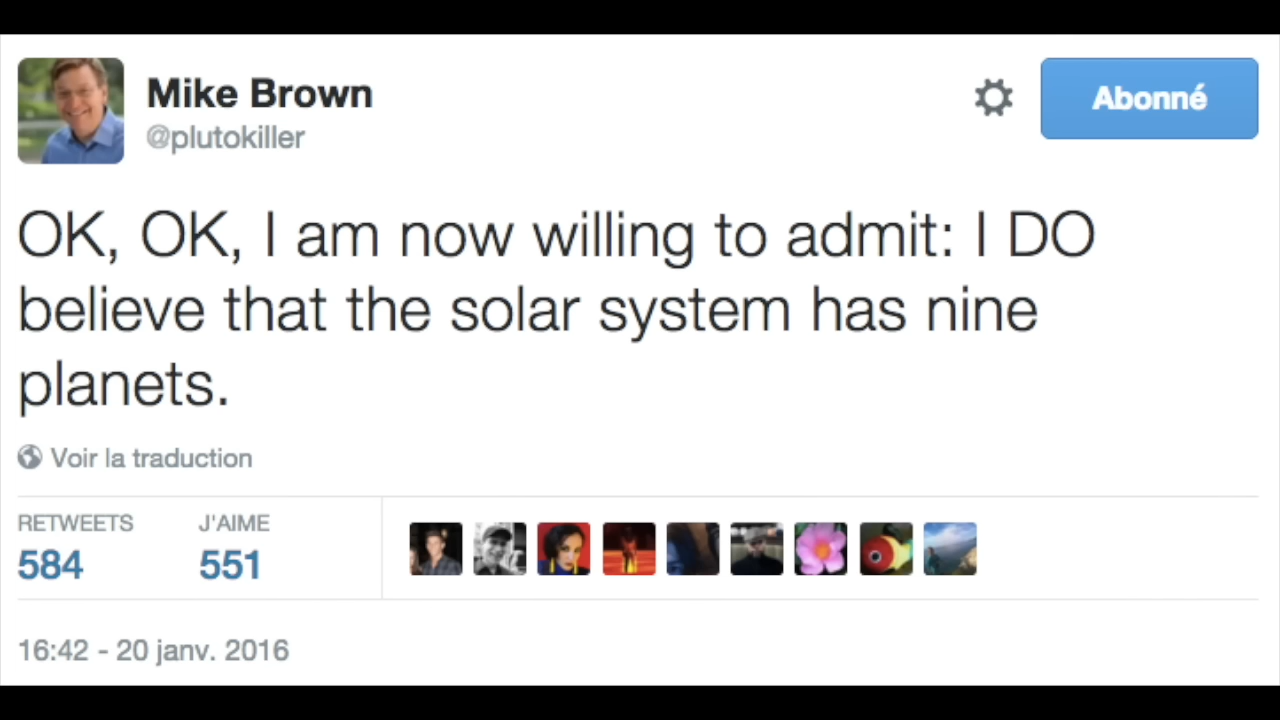 Mike Brown
@plutokiller
Abonné
OK, OK, I am now willing to admit: I DO
believe that the solar system has nine
planets.
Voir la traduction
RETWEETS J'AIME
584 551
16:42 - 20 janv. 2016